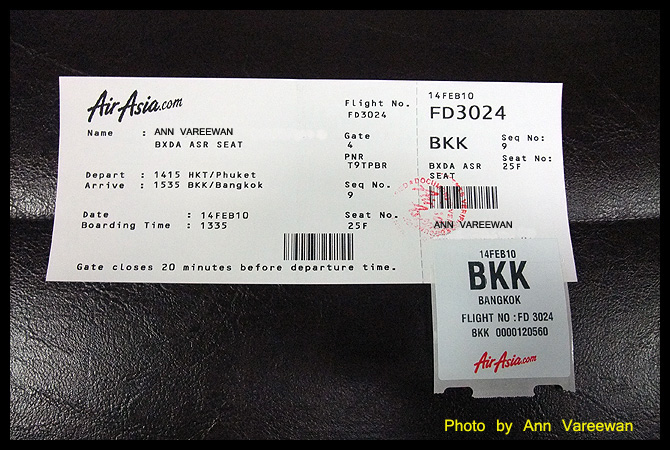 AirAsia.com
Name : ANN VAREEWAN
BXDA ASR SEAT
Depart : 1415 HKT/Phuket
Arrive : 1535 BKK/Bangkok
Date : 14FEB10
Boarding Time : 1335
Gate closes 20 minutes before departure time.
Flight No.
FD3024
Gate
4
PNR
T9TPBR
Seq No.
9
Seat No.
25F
14FEB10
FD3024
BKK
Seq No:
9
BXDA ASR
SEAT
Seat No:
25F
ANN VAREEWAN
14FEB10
BKK
BANGKOK
FLIGHT NO :FD 3024
BKK 0000120560
AirAsia.com
Photo by Ann Vareewan